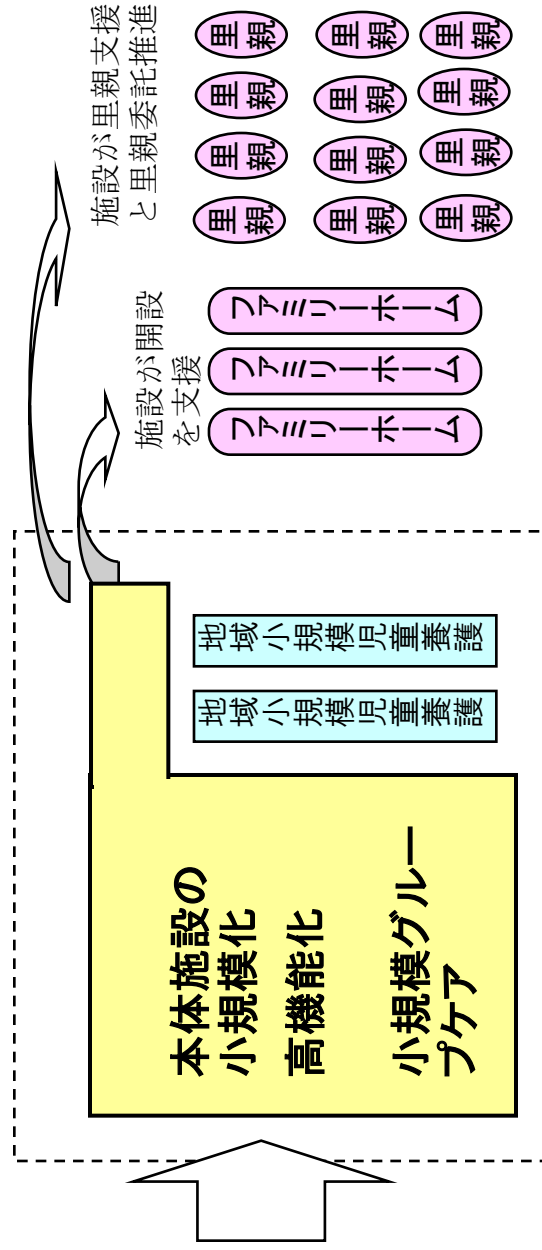 本体施設の
小規模化
高機能化
小規模グルー
プケア
地域小規模児童養護
地域小規模児童養護
施設が開設
を支援
ファミリーホーム
ファミリーホーム
ファミリーホーム
施設が里親支援
と里親委託推進
里親
里親
里親
里親
里親
里親
里親
里親
里親
里親
里親
里親